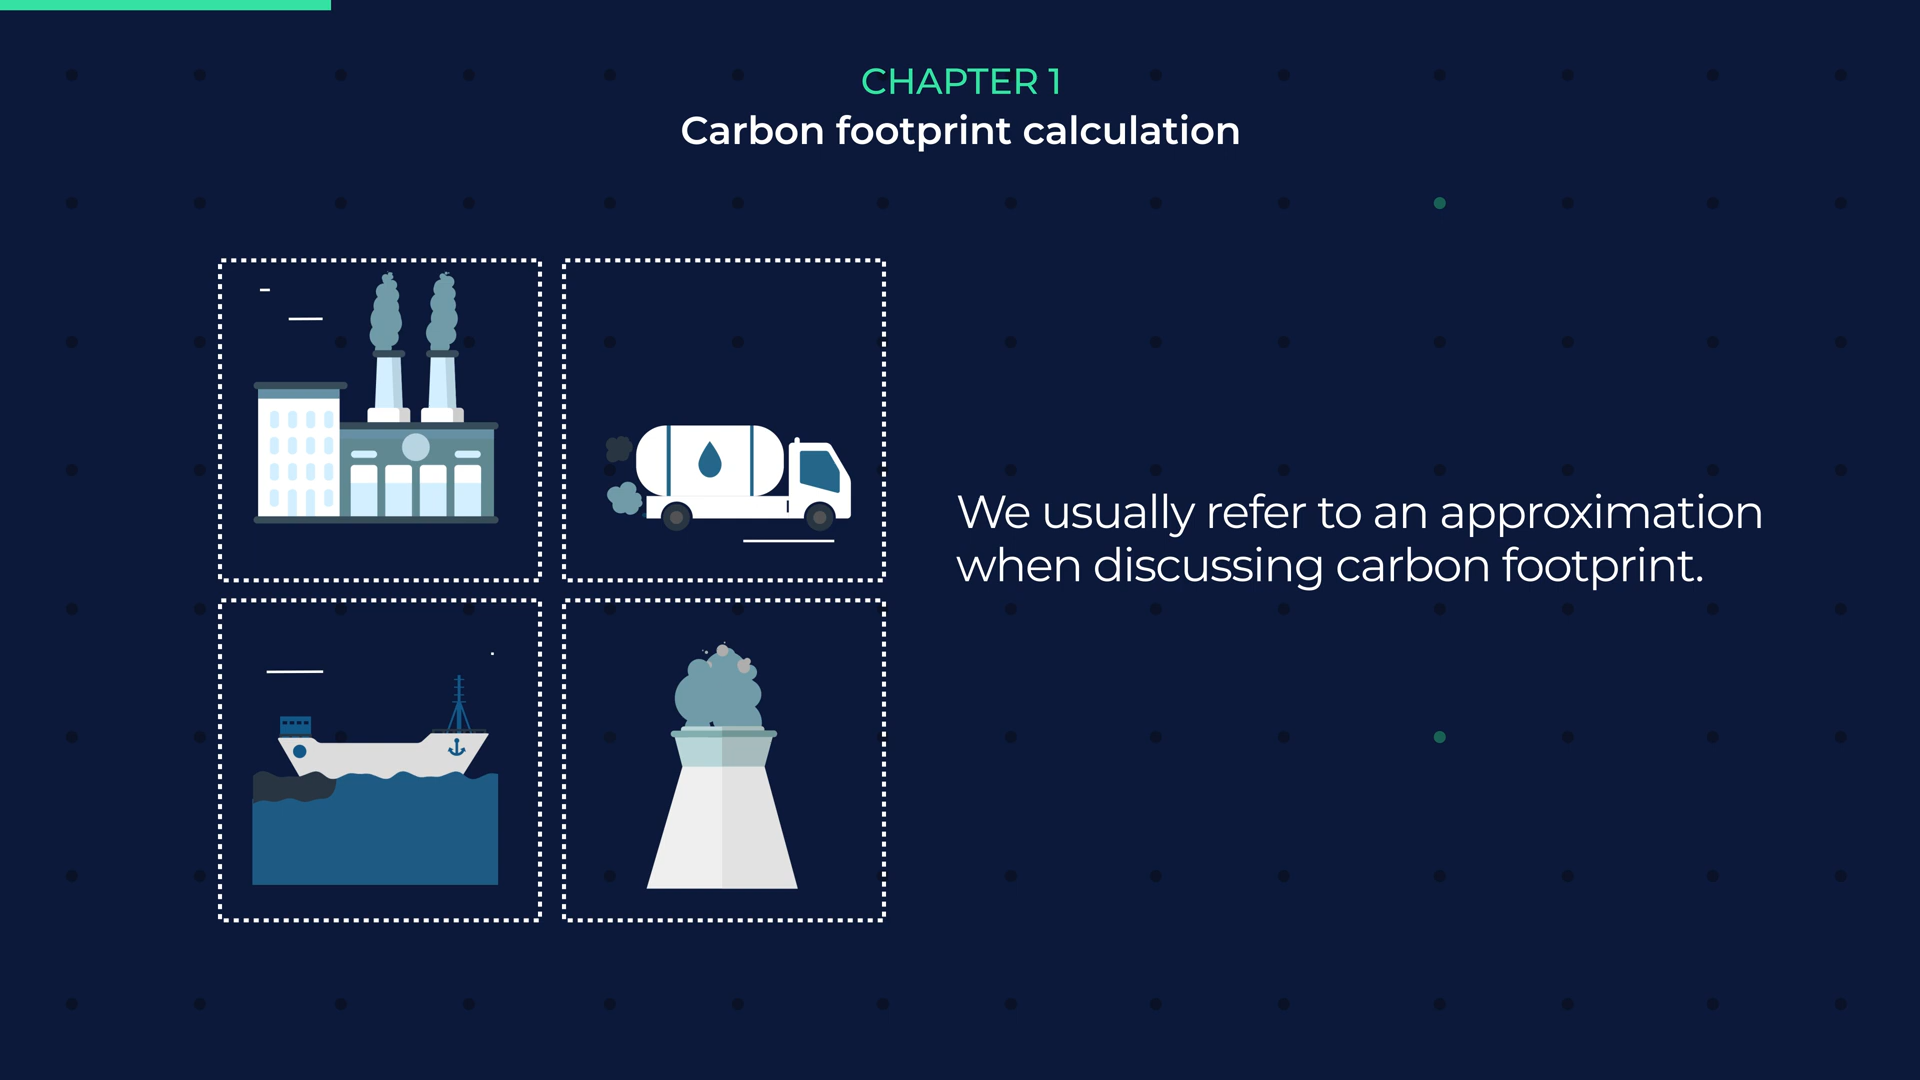 CHAPTER 1
Carbon footprint calculation
We usually refer to an approximation
when discussing carbon footprint.